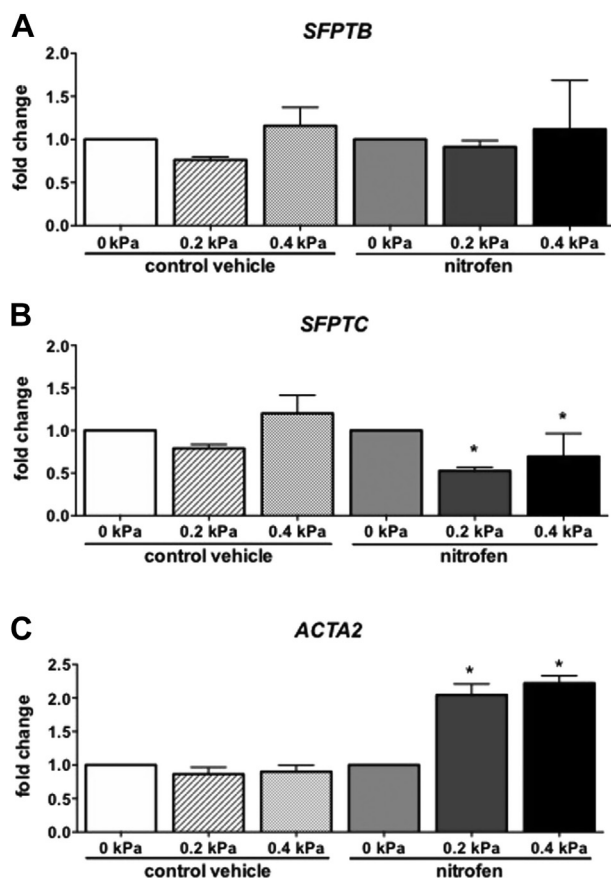 A
SFPTB
fold change
2.0
1.5
1.0
0.5
0.0
0 kPa 0.2 kPa 0.4 kPa 0 kPa 0.2 kPa 0.4 kPa
control vehicle nitrofen
B
SFPTC
fold change
2.0
1.5
1.0
0.5
0.0
* *
0 kPa 0.2 kPa 0.4 kPa 0 kPa 0.2 kPa 0.4 kPa
control vehicle nitrofen
C
ACTA2
fold change
2.5
2.0
1.5
1.0
0.5
0.0
* *
0 kPa 0.2 kPa 0.4 kPa 0 kPa 0.2 kPa 0.4 kPa
control vehicle nitrofen